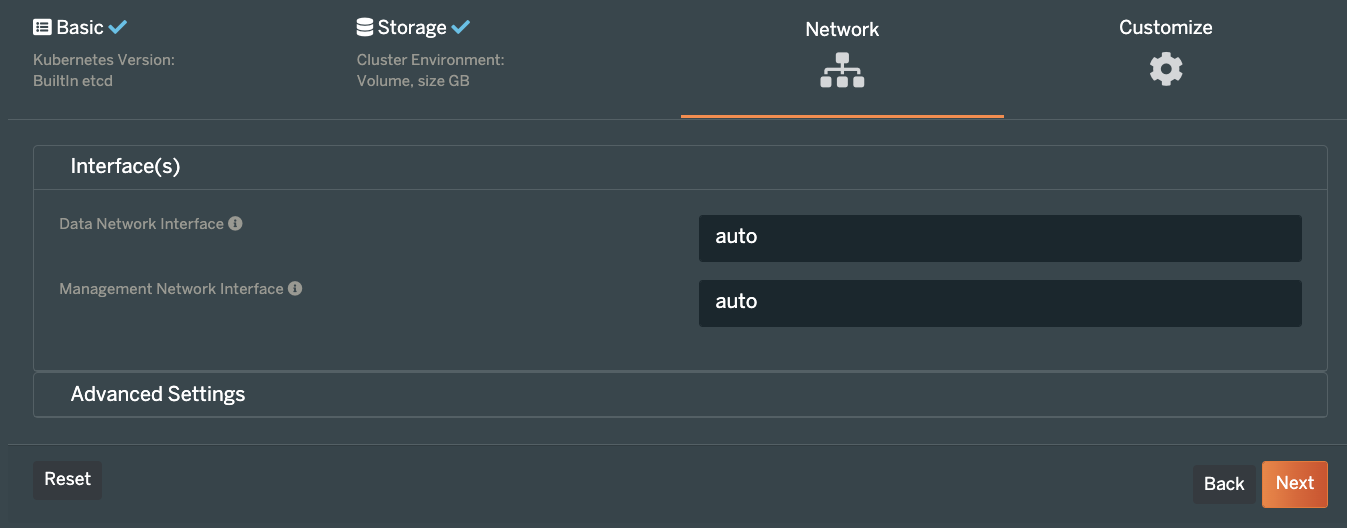 Basic
Kubernetes Version:
BuiltIn etcd
Storage
Cluster Environment:
Volume, size GB
Network
Customize
Interface(s)
Data Network Interface
auto
Management Network Interface
auto
Advanced Settings
Reset
Back
Next